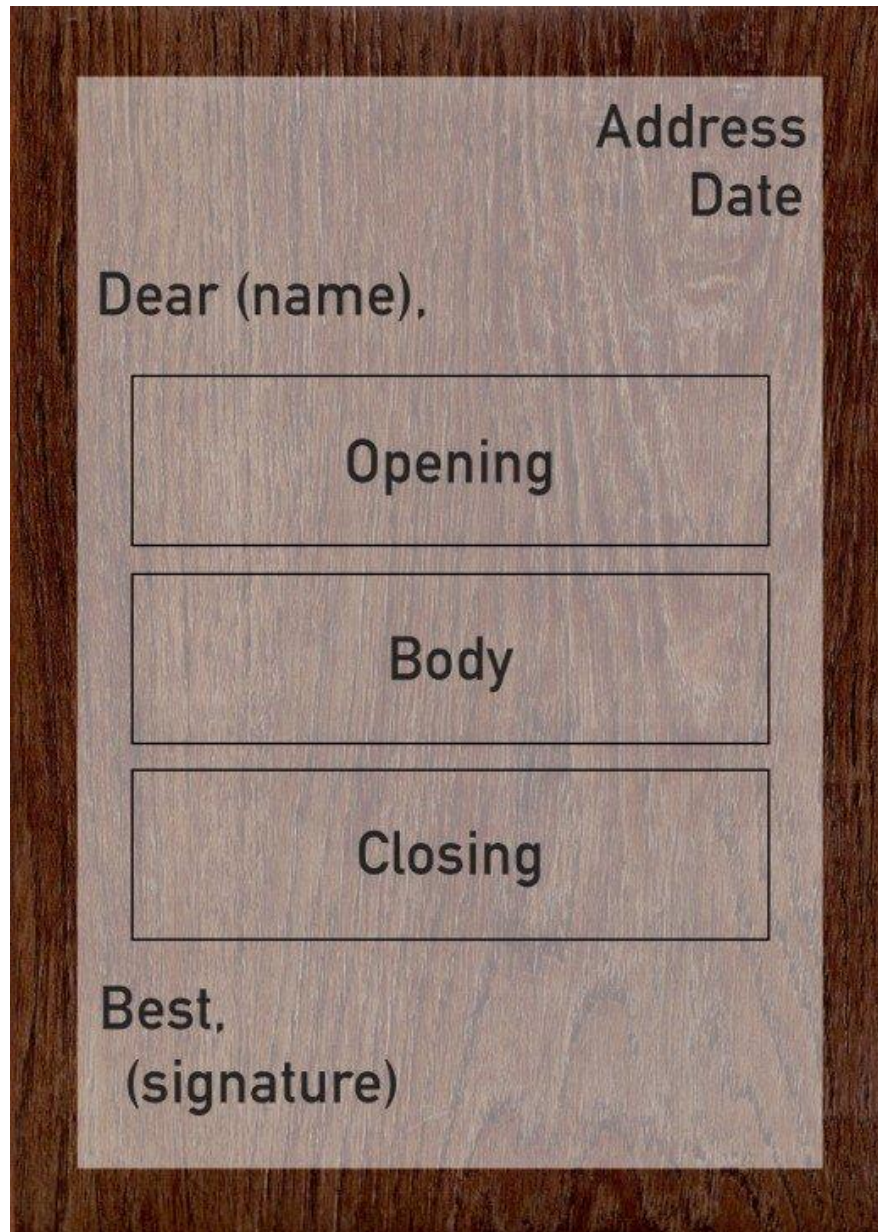 Address
Date
Dear (name),
Opening
Body
Closing
Best,
(signature)